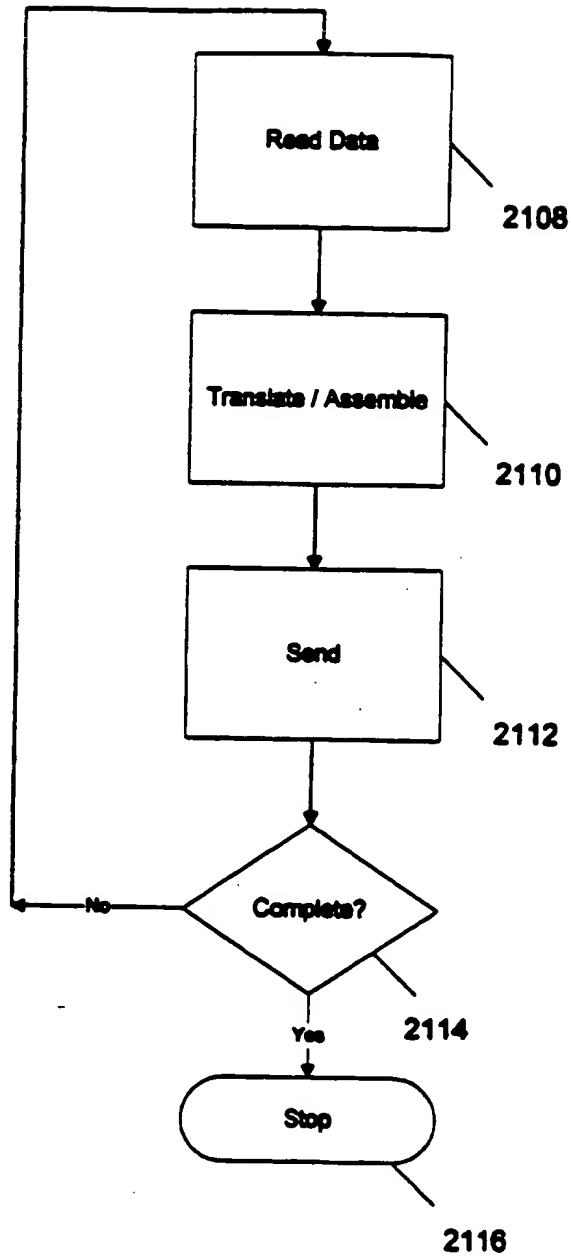 Read Data
2108
Translate / Assemble
2110
Send
2112
Complete?
No
2114
Yes
Stop
2116